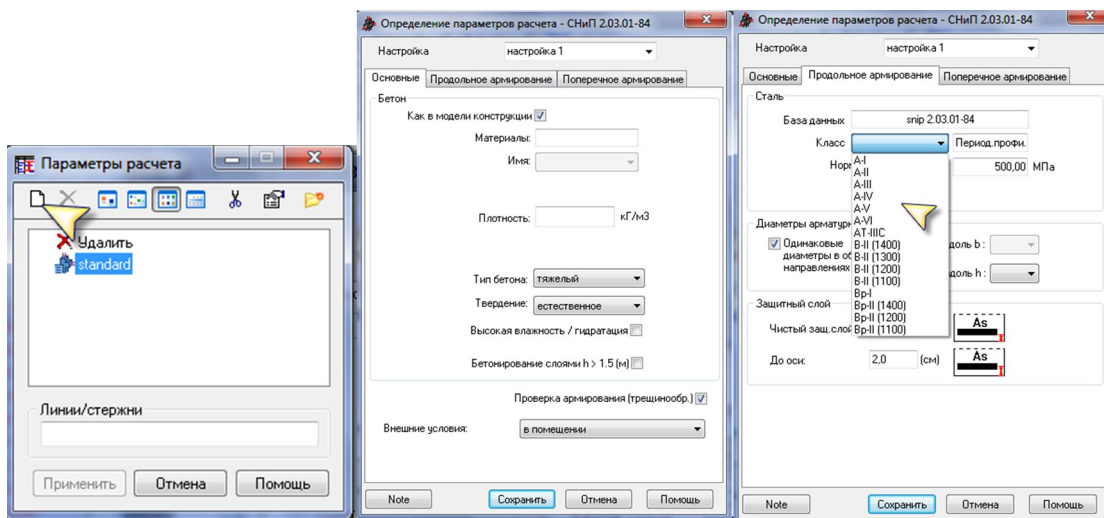 Параметры расчета
Удалить
standard
Линии/стержни
Применить
Отмена
Помощь
Определение параметров расчета - СНиП 2.03.01-84
Настройка
настройка 1
Основные
Продольное армирование
Поперечное армирование
Бетон
Как в модели конструкции
Материалы:
Имя:
Плотность:
кГ/м3
Тип бетона:
тяжелый
Твердение:
естественное
Высокая влажность / гидратация
Бетонирование слоями h > 1.5 (м)
Проверка армирования (трещинообр.)
Внешние условия:
в помещении
Note
Сохранить
Отмена
Помощь
Определение параметров расчета - СНиП 2.03.01-84
Настройка
настройка 1
Основные
Продольное армирование
Поперечное армирование
Сталь
База данных
snip 2.03.01-84
Класс
Период.профи.
500,00 МПа
A-I
A-II
A-III
A-IV
A-V
A-VI
AT-IIIC
B-II (1400)
B-II (1300)
B-II (1200)
B-II (1100)
Bp-I
Bp-II (1400)
Bp-II (1200)
Bp-II (1100)
Диаметры
Одинаковые
диаметры в
направлениях
b :
h :
Защитный слой
Чистый защ.слой
As
До оси:
2,0
(см)
As
Note
Сохранить
Отмена
Помощь